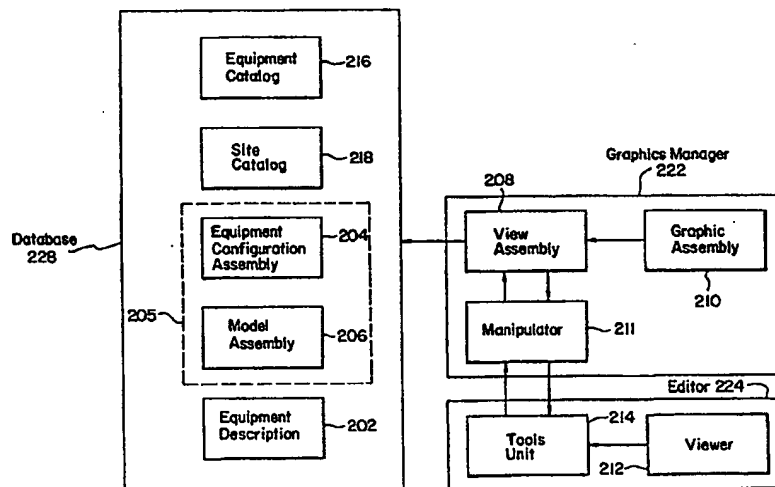 Equipment
Catalog
216
Site
Catalog
218
Database
228
Equipment
Configuration
Assembly
204
205
Model
Assembly
206
Equipment
Description
202
Graphics Manager
222
208
View
Assembly
Graphic
Assembly
210
Manipulator
211
Editor 224
214
Tools
Unit
Viewer
212